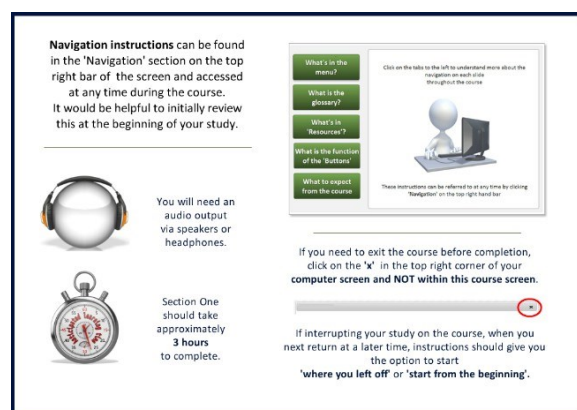 Navigation instructions can be found
in the 'Navigation' section on the top
right bar of the screen and accessed
at any time during the course.
It would be helpful to initially review
this at the beginning of your study.
You will need an
audio output
via speakers or
headphones.
Section One
should take
approximately
3 hours
to complete.
What's in the
menu?
What is the
glossary?
What's in
'Resources'?
What is the function
of the 'Buttons'
What to expect
from the course
Click on the tabs to the left to understand more about the
navigation on each slide
throughout the course
These instructions can be referred to at any time by clicking
'Navigation' on the top right hand bar
If you need to exit the course before completion,
click on the 'x' in the top right corner of your
computer screen and NOT within this course screen.
x
If interrupting your study on the course, when you
next return at a later time, instructions should give you
the option to start
'where you left off' or 'start from the beginning'.